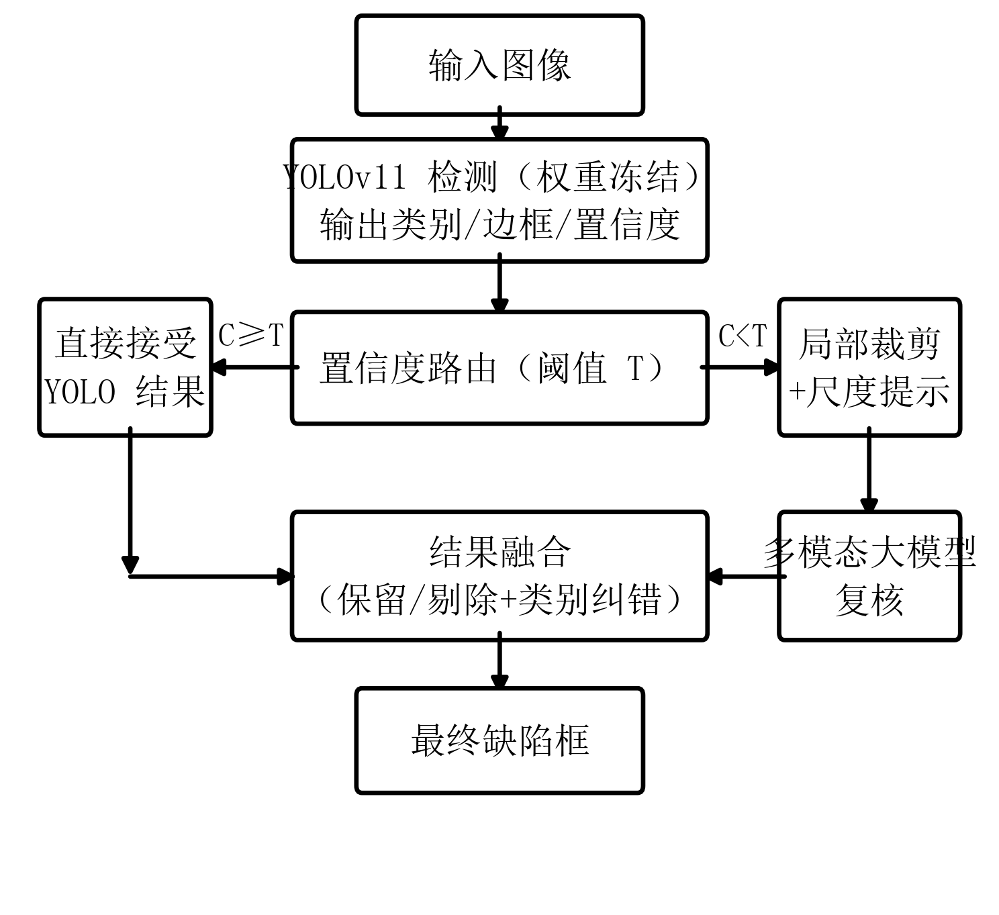 输入图像
YOLOv11 检测（权重冻结）
输出类别/边框/置信度
直接接受
YOLO 结果
C≥T
置信度路由（阈值 T）
C<T
局部裁剪
+尺度提示
结果融合
（保留/剔除+类别纠错）
多模态大模型
复核
最终缺陷框